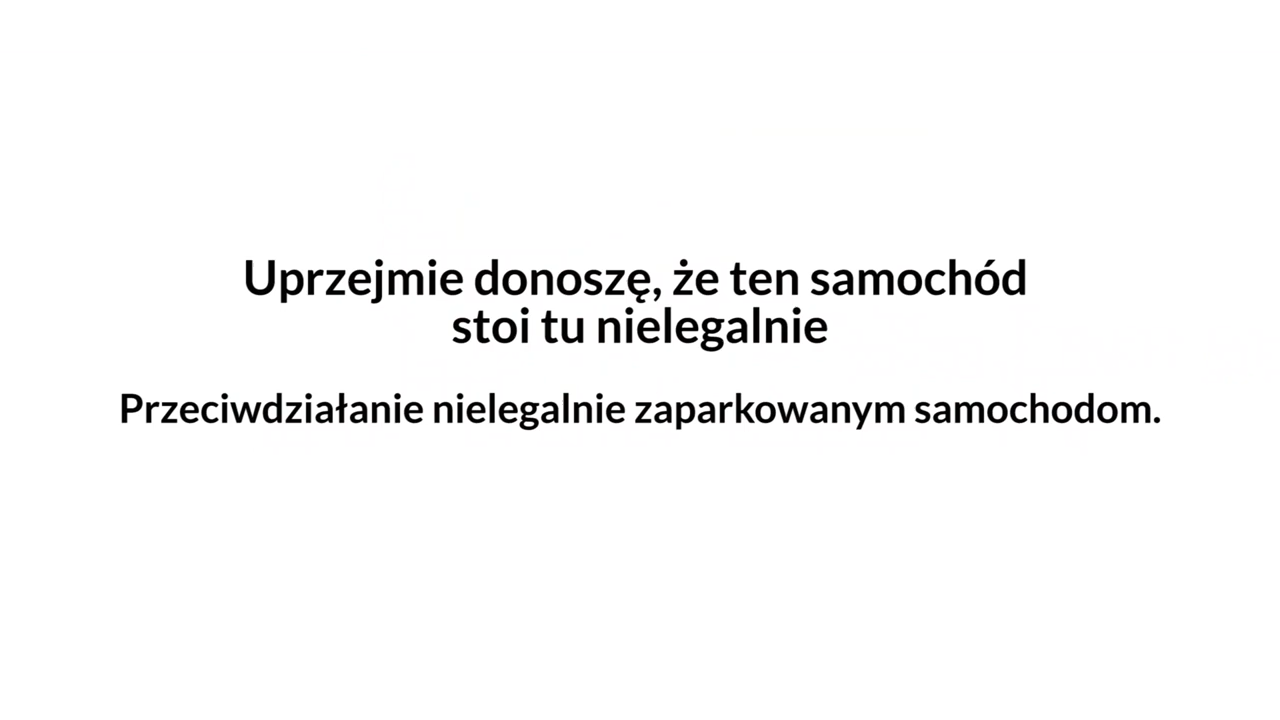 Uprzejmie donoszę, że ten samochód
stoi tu nielegalnie
Przeciwdziałanie nielegalnie zaparkowanym samochodom.